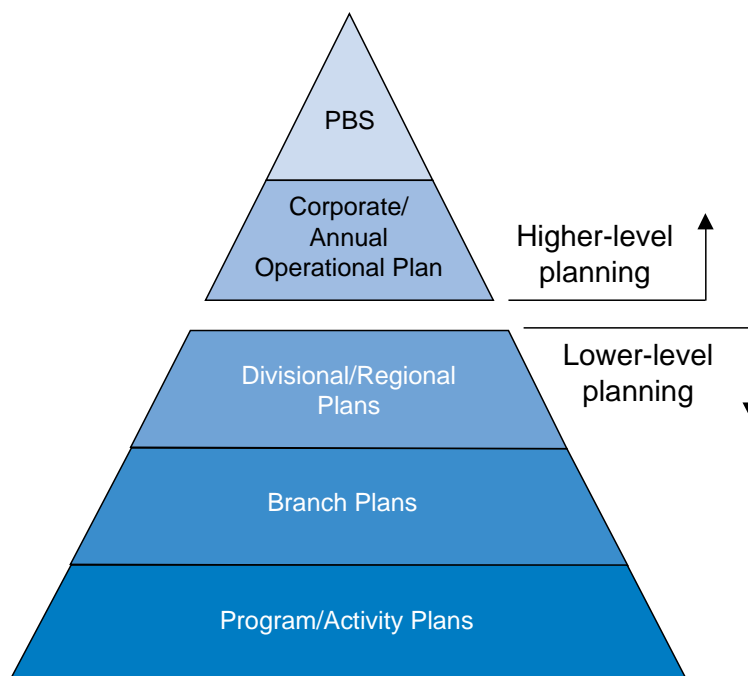 PBS
Corporate/
Annual
Operational Plan
Higher-level
planning
Lower-level
planning
Divisional/Regional
Plans
Branch Plans
Program/Activity Plans